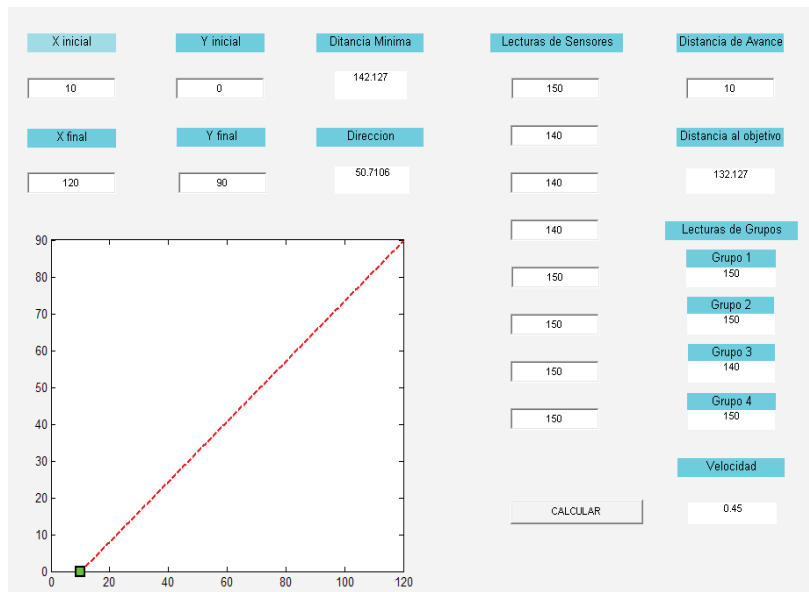 X inicial
Y inicial
Ditancia Minima
Lecturas de Sensores
Distancia de Avance
10
0
142.127
150
10
X final
Y final
Direccion
140
Distancia al objetivo
120
90
50.7106
140
132.127
140
Lecturas de Grupos
150
Grupo 1
150
150
Grupo 2
150
150
Grupo 3
140
150
Grupo 4
150
Velocidad
CALCULAR
0.45
90
80
70
60
50
40
30
20
10
0
0
20
40
60
80
100
120